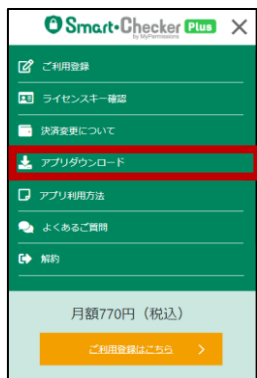 Smart・Checker Plus
by MyPermissions
ご利用登録
ライセンスキー確認
決済変更について
アプリダウンロード
アプリ利用方法
よくあるご質問
解約
月額770円（税込）
ご利用登録はこちら